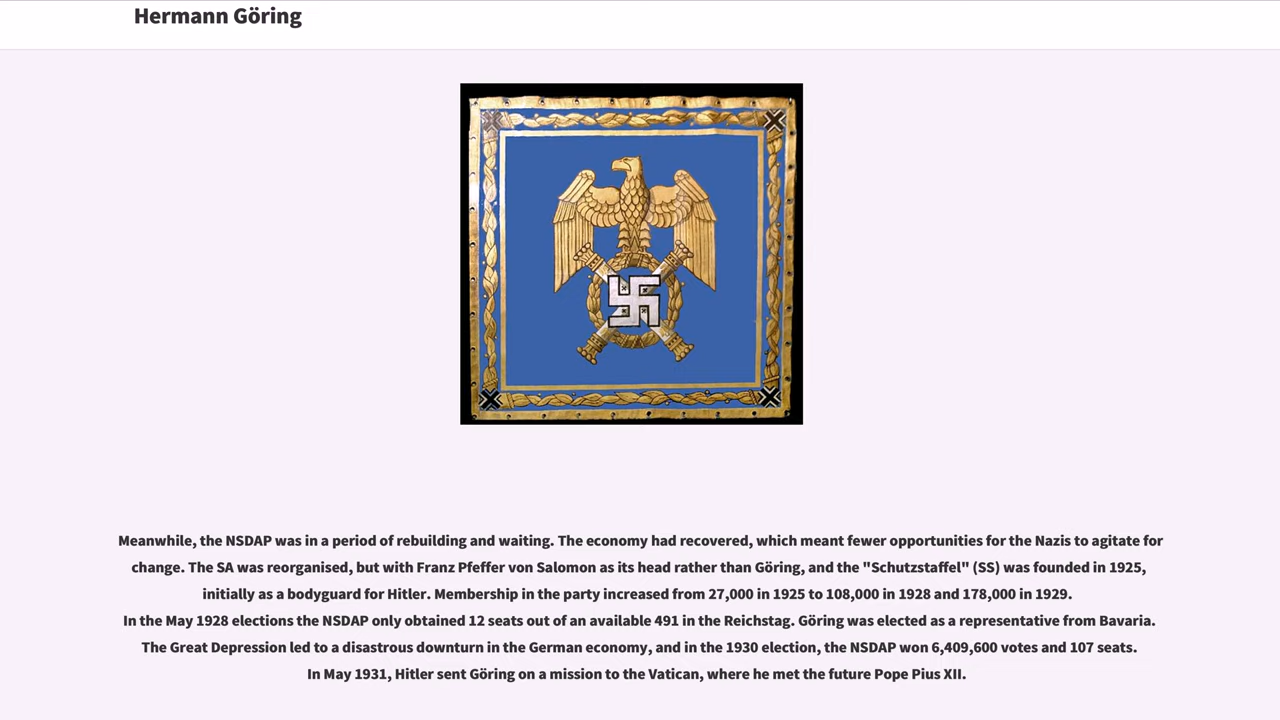 Hermann Göring
Meanwhile, the NSDAP was in a period of rebuilding and waiting. The economy had recovered, which meant fewer opportunities for the Nazis to agitate for
change. The SA was reorganised, but with Franz Pfeffer von Salomon as its head rather than Göring, and the "Schutzstaffel" (SS) was founded in 1925,
initially as a bodyguard for Hitler. Membership in the party increased from 27,000 in 1925 to 108,000 in 1928 and 178,000 in 1929.
In the May 1928 elections the NSDAP only obtained 12 seats out of an available 491 in the Reichstag. Göring was elected as a representative from Bavaria.
The Great Depression led to a disastrous downturn in the German economy, and in the 1930 election, the NSDAP won 6,409,600 votes and 107 seats.
In May 1931, Hitler sent Göring on a mission to the Vatican, where he met the future Pope Pius XII.